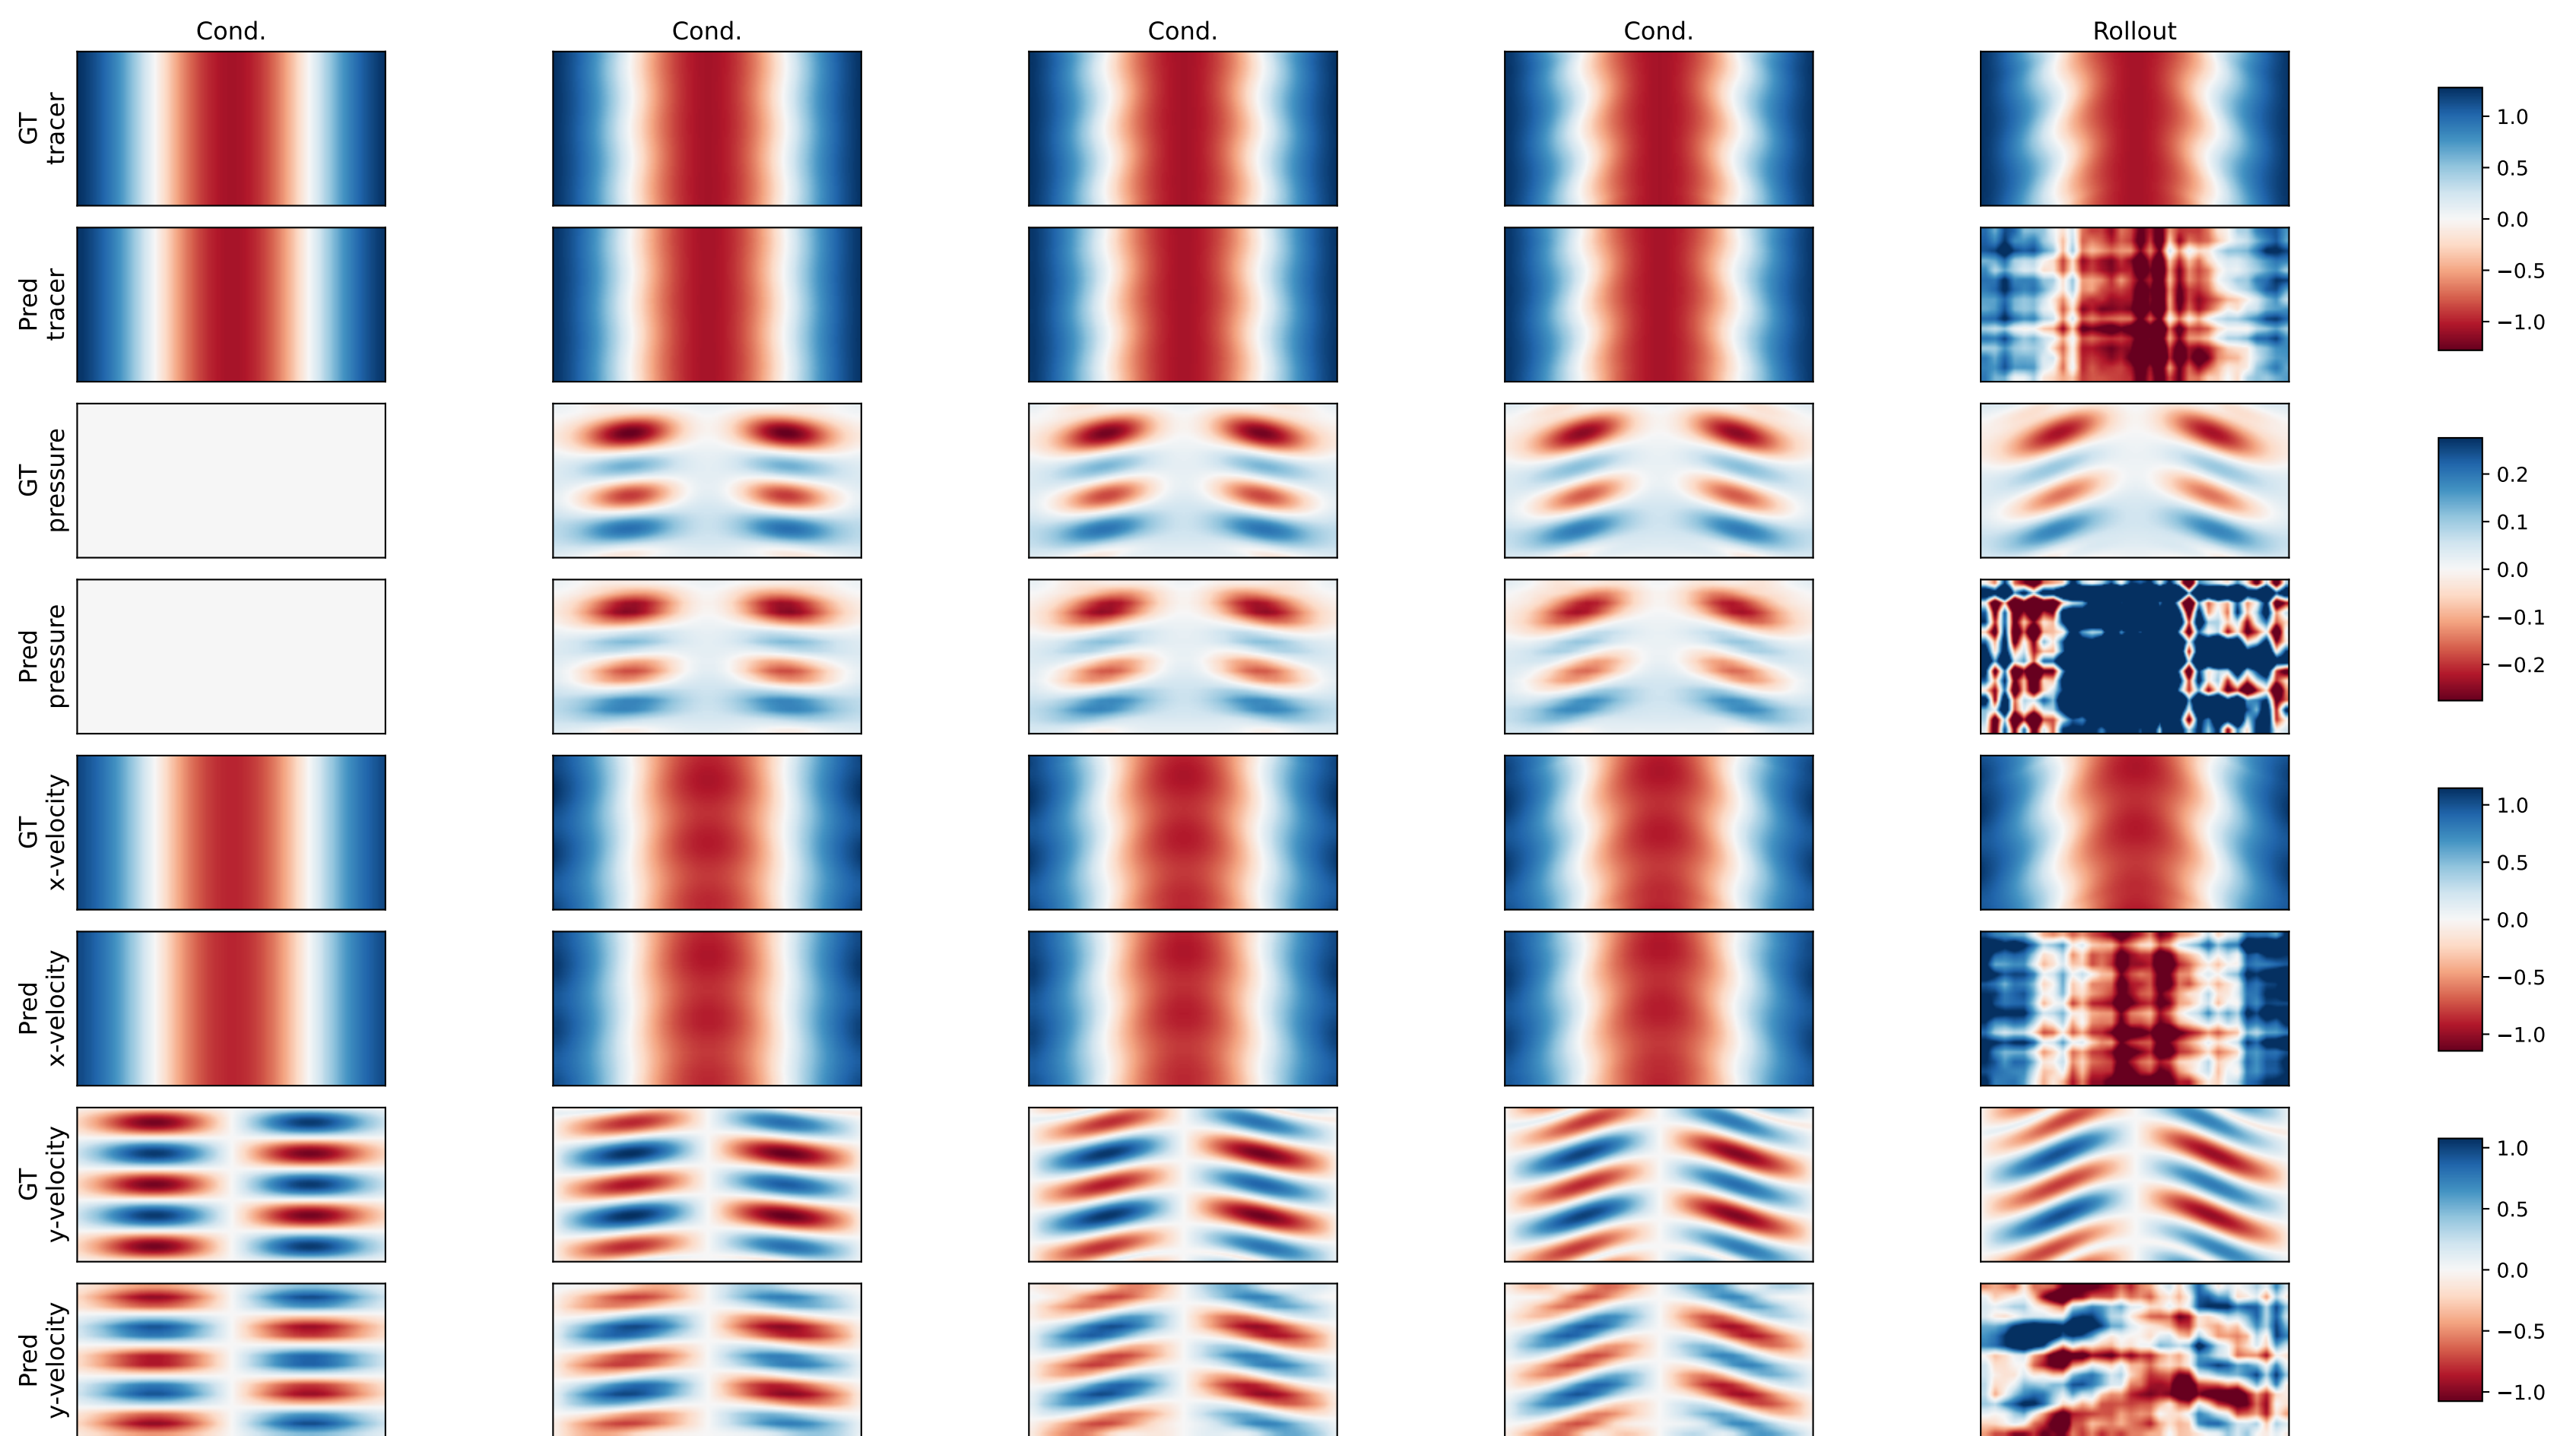 Cond. Cond. Cond. Cond. Rollout
GT
tracer
1.0
0.5
0.0
−0.5
−1.0
Pred
tracer
GT
pressure
0.2
0.1
0.0
−0.1
−0.2
Pred
pressure
GT
x-velocity
1.0
0.5
0.0
−0.5
−1.0
Pred
x-velocity
GT
y-velocity
1.0
0.5
0.0
−0.5
−1.0
Pred
y-velocity